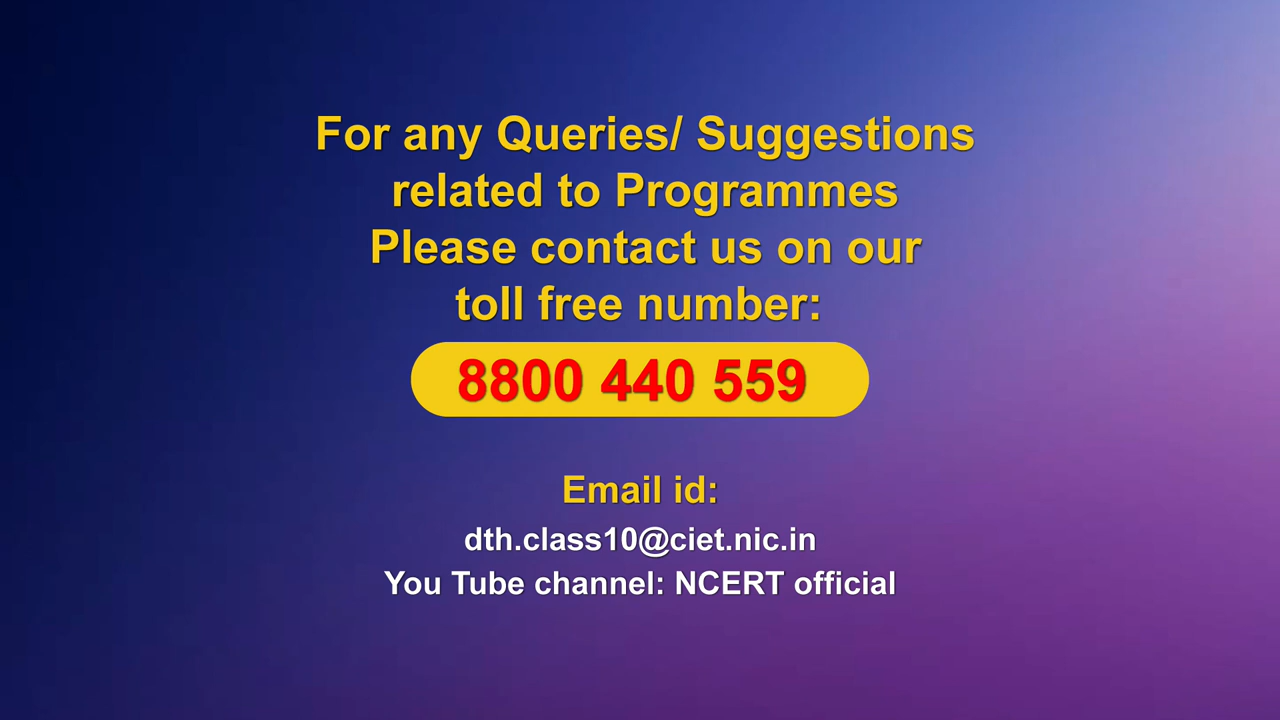 For any Queries/ Suggestions
related to Programmes
Please contact us on our
toll free number:
8800 440 559
Email id:
dth.class10@ciet.nic.in
You Tube channel: NCERT official